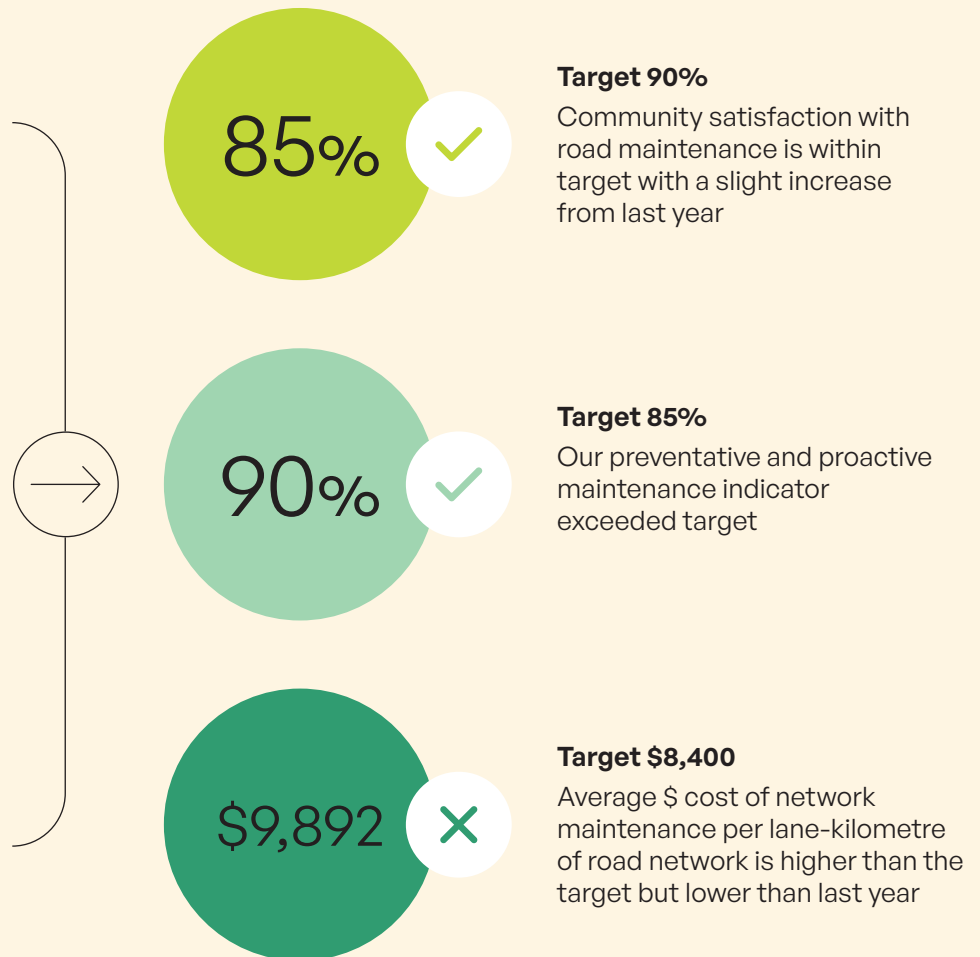 85%
Target 90%
Community satisfaction with
road maintenance is within
target with a slight increase
from last year
90%
Target 85%
Our preventative and proactive
maintenance indicator
exceeded target
$9,892
Target $8,400
Average $ cost of network
maintenance per lane-kilometre
of road network is higher than the
target but lower than last year